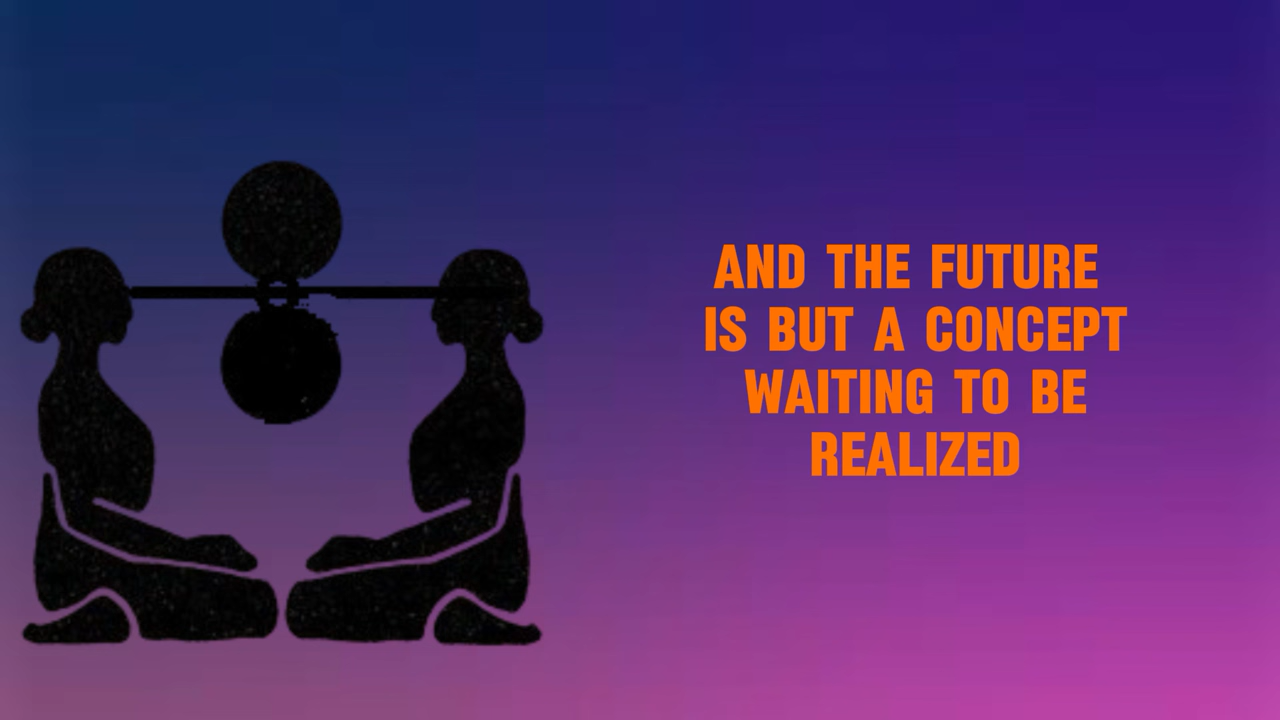 AND THE FUTURE
IS BUT A CONCEPT
WAITING TO BE
REALIZED